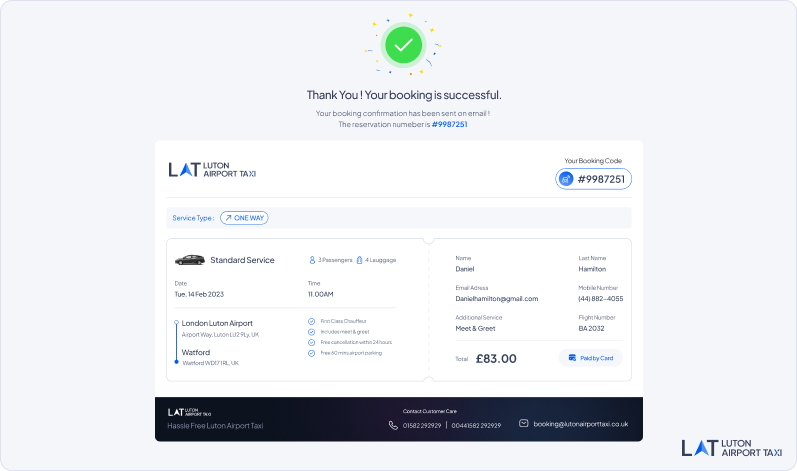 Thank You ! Your booking is successful.
Your booking confirmation has been sent on email !
The reservation numeber is #9987251
LAT LUTON
AIRPORT TAXI
Your Booking Code
#9987251
Service Type : ONE WAY
Standard Service
3 Passengers 4 Lauggage
Date
Tue, 14 Feb 2023
Time
11.00AM
London Luton Airport
Airport Way, Luton LU2 9Ly, UK
Watford
Watford WD17 1RL, UK
First Class Chauffeur
Includes meet & greet
Free cancellation within 24 hours
Free 60 mins airport parking
Name
Daniel
Last Name
Hamilton
Email Adress
Danielhamilton@gmail.com
Mobile Number
(44) 882-4055
Additional Service
Meet & Greet
Flight Number
BA 2032
Total £83.00
Paid by Card
LAT LUTON
AIRPORT TAXI
Hassle Free Luton Airport Taxi
Contact Customer Care
01582 292929 | 00441582 292929
booking@lutonairporttaxi.co.uk
LAT LUTON
AIRPORT TAXI